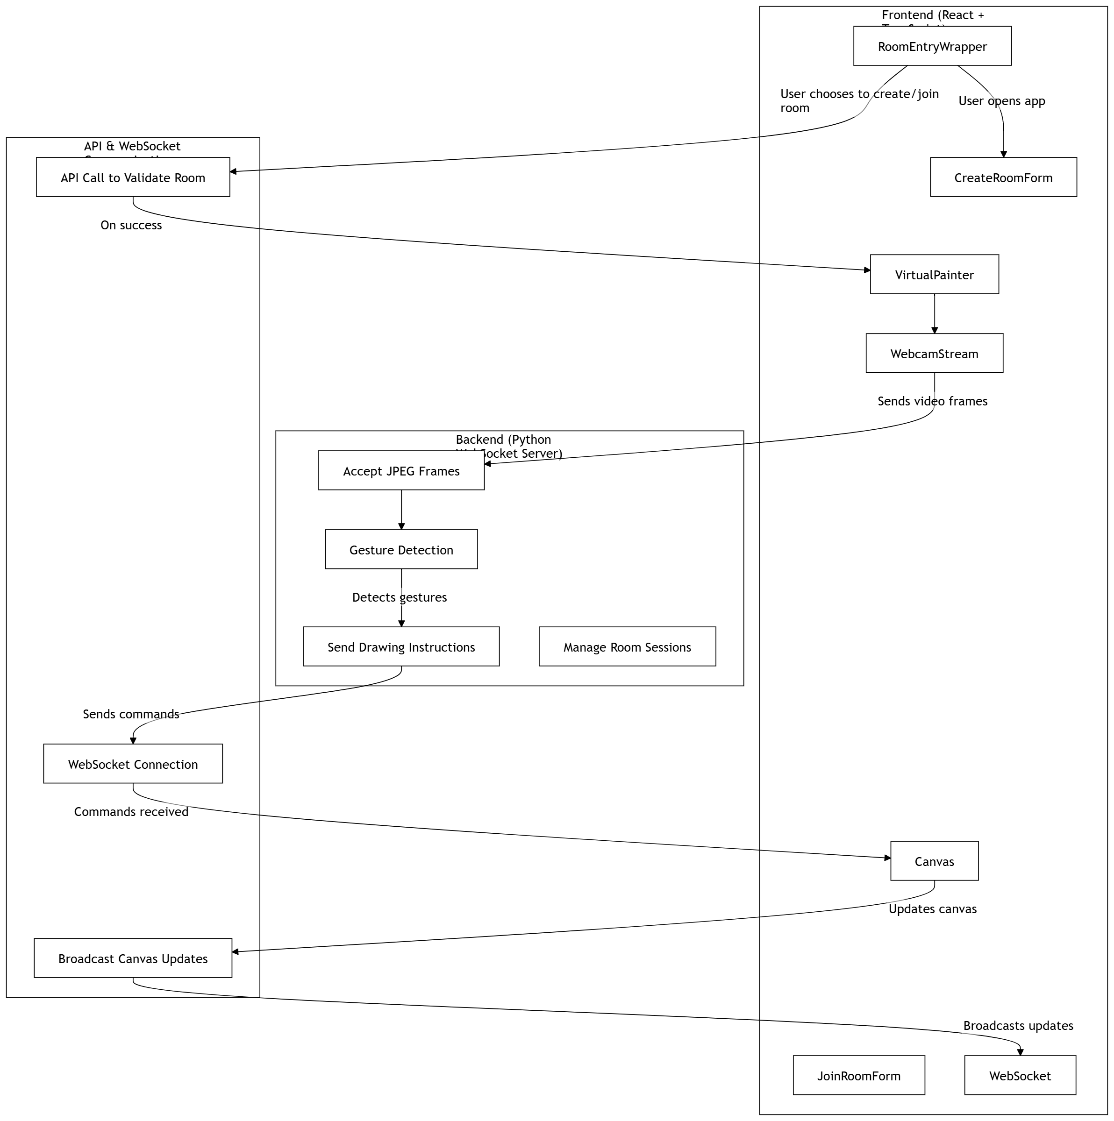 Frontend (React +
RoomEntryWrapper
User chooses to create/join
room
User opens app
API & WebSocket
API Call to Validate Room
CreateRoomForm
On success
VirtualPainter
WebcamStream
Sends video frames
Backend (Python
Socket Server)
Accept JPEG Frames
Gesture Detection
Detects gestures
Send Drawing Instructions
Manage Room Sessions
Sends commands
WebSocket Connection
Commands received
Canvas
Updates canvas
Broadcast Canvas Updates
Broadcasts updates
JoinRoomForm
WebSocket